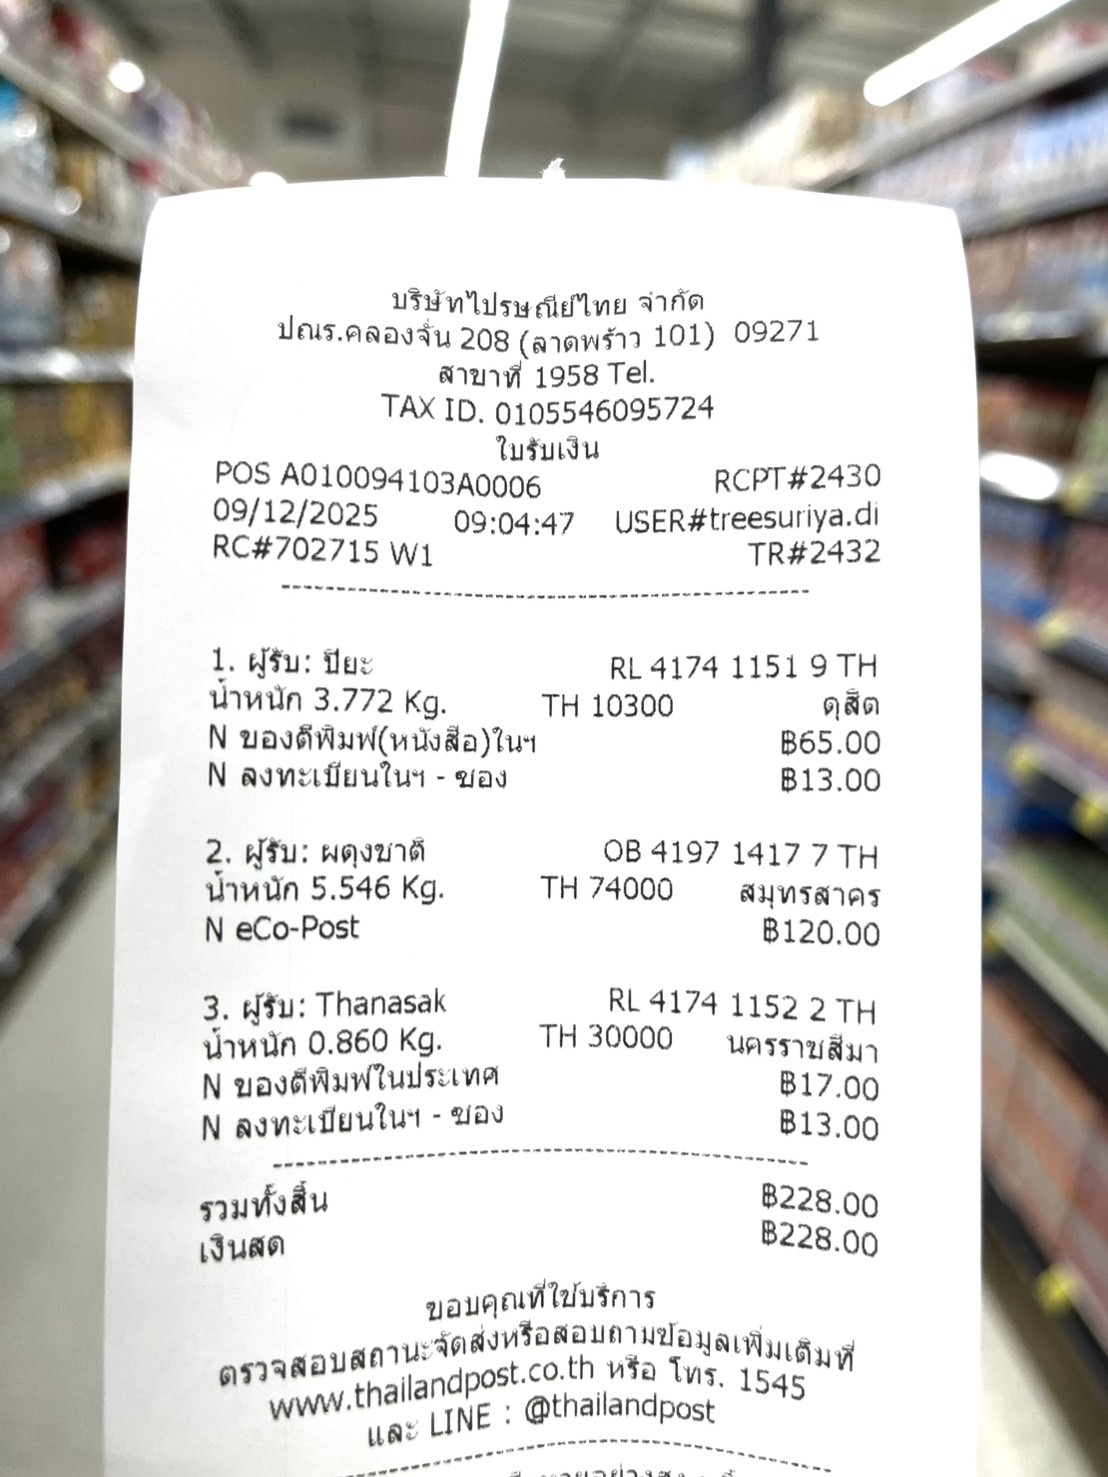 บริษัทไปรษณีย์ไทย จำกัด
ปณร.คลองจั่น 208 (ลาดพร้าว 101) 09271
สาขาที่ 1958 Tel.
TAX ID. 0105546095724
ใบรับเงิน
POS A010094103A0006 RCPT#2430
09/12/2025 09:04:47 USER#treesuriya.di
RC#702715 W1 TR#2432
1. ผู้รับ: ปิยะ RL 4174 1151 9 TH
น้ำหนัก 3.772 Kg. TH 10300 ดุสิต
N ของตีพิมพ์(หนังสือ)ในฯ ฿65.00
N ลงทะเบียนในฯ - ซอง ฿13.00
2. ผู้รับ: ผดุงชาติ OB 4197 1417 7 TH
น้ำหนัก 5.546 Kg. TH 74000 สมุทรสาคร
N eCo-Post ฿120.00
3. ผู้รับ: Thanasak RL 4174 1152 2 TH
น้ำหนัก 0.860 Kg. TH 30000 นครราชสีมา
N ของตีพิมพ์ในประเทศ ฿17.00
N ลงทะเบียนในฯ - ซอง ฿13.00
รวมทั้งสิ้น ฿228.00
เงินสด ฿228.00
ขอบคุณที่ใช้บริการ
ตรวจสอบสถานะจัดส่งหรือสอบถามข้อมูลเพิ่มเติมที่
www.thailandpost.co.th หรือ โทร. 1545
และ LINE : @thailandpost